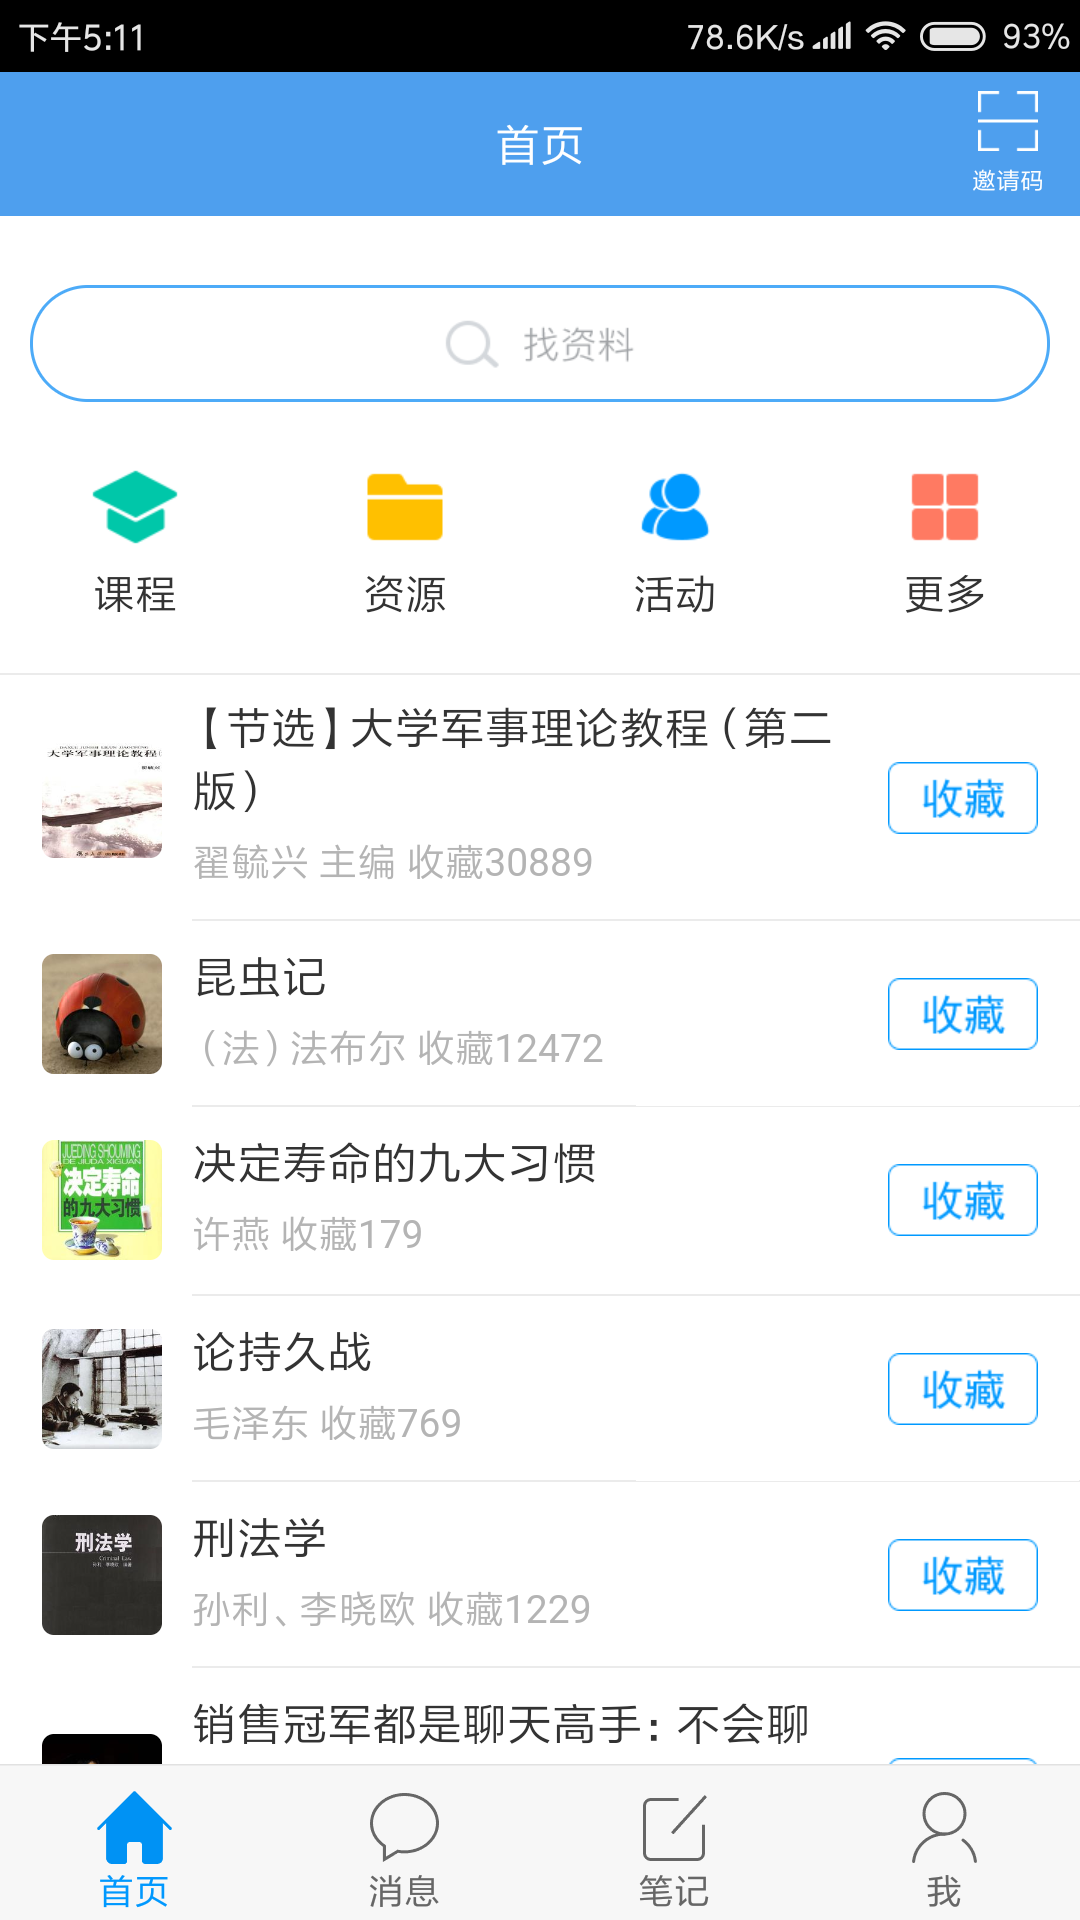 下午5:11
78.6K/s
93%
首页
邀请码
找资料
课程
资源
活动
更多
大学军事理论教程
【节选】大学军事理论教程（第二
版）
翟毓兴 主编 收藏30889
收藏
昆虫记
（法）法布尔 收藏12472
收藏
JUEDING SHOUMING
DE JIUDA XIGUAN
决定寿命
的九大习惯
决定寿命的九大习惯
许燕 收藏179
收藏
论持久战
毛泽东 收藏769
收藏
刑法学
Criminal Law
刑法学
孙利、李晓欧 收藏1229
收藏
销售冠军都是聊天高手：不会聊
首页
消息
笔记
我